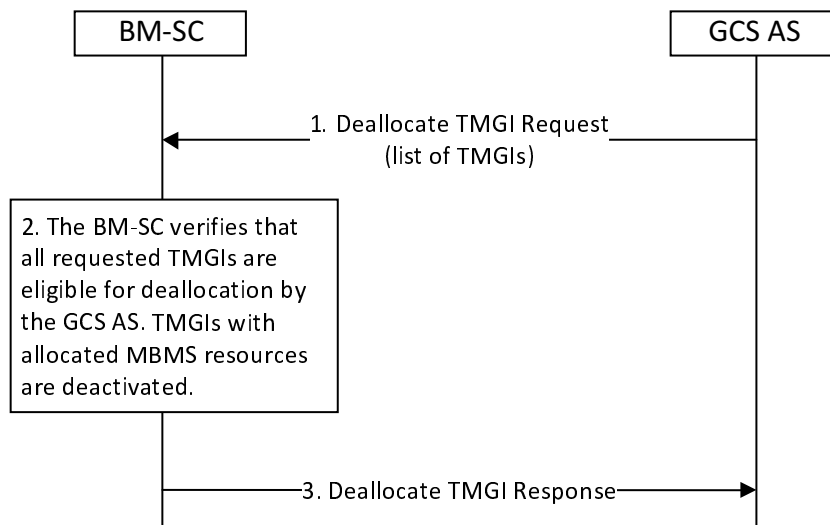 BM-SC
GCS AS
1. Deallocate TMGI Request
(list of TMGIs)
2. The BM-SC verifies that
all requested TMGIs are
eligible for deallocation by
the GCS AS. TMGIs with
allocated MBMS resources
are deactivated.
3. Deallocate TMGI Response